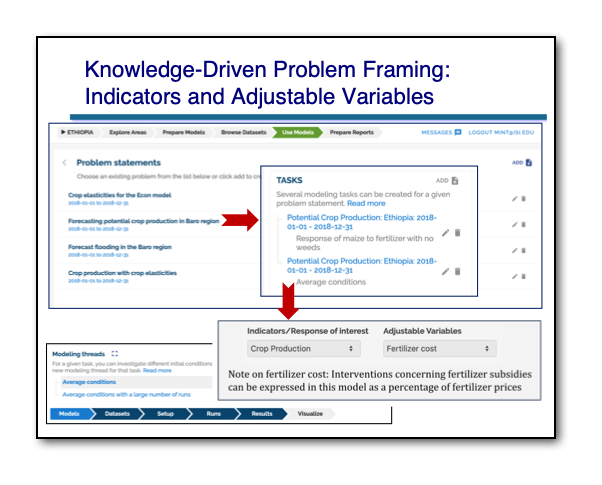 Knowledge-Driven Problem Framing:
Indicators and Adjustable Variables
ETHIOPIA Explore Areas Prepare Models Browse Datasets Use Models Prepare Reports MESSAGES LOGOUT MINT@ISI.EDU
Problem statements ADD
Choose an existing problem from the list below or click add to cre
Crop elasticities for the Econ model
2018-01-01 to 2018-12-31
Forecasting potential crop production in Baro region
2018-01-01 to 2018-12-31
Forecast flooding in the Baro region
2018-01-01 to 2018-12-31
Crop production with crop elasticities
2018-01-01 to 2018-12-31
TASKS ADD
Several modeling tasks can be created for a given
problem statement. Read more
Potential Crop Production: Ethiopia: 2018-
01-01 - 2018-12-31
Response of maize to fertilizer with no
weeds
Potential Crop Production: Ethiopia: 2018-
01-01 - 2018-12-31
Average conditions
Indicators/Response of interest Adjustable Variables
Crop Production Fertilizer cost
Note on fertilizer cost: Interventions concerning fertilizer subsidies
can be expressed in this model as a percentage of fertilizer prices
Modeling threads
For a given task, you can investigate different initial conditions
new modeling thread for that task. Read more
Average conditions
Average conditions with a large number of runs
Models Datasets Setup Runs Results Visualize